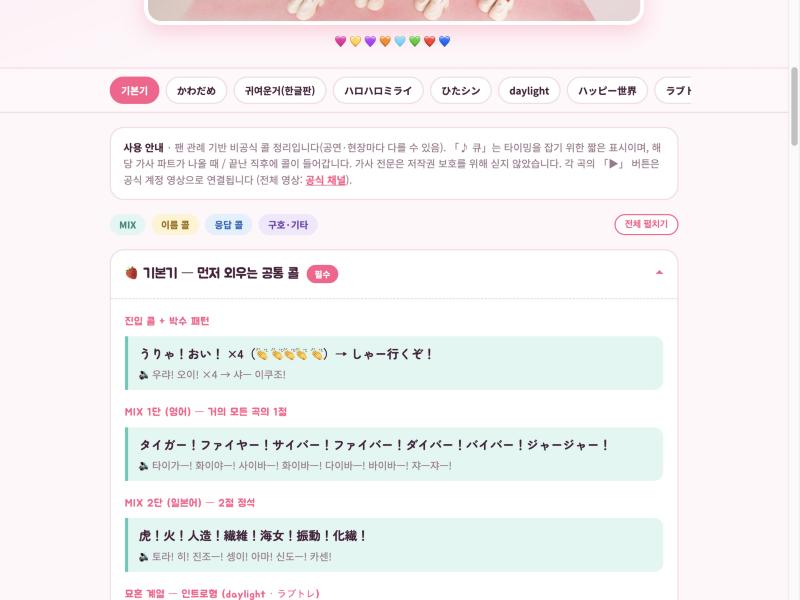 기본기 かわだめ 귀여운거(한글판) ハロハロミライ ひたシン daylight ハッピー世界 ラブト
사용 안내 · 팬 관례 기반 비공식 콜 정리입니다(공연·현장마다 다를 수 있음). 「♪ 큐」는 타이밍을 잡기 위한 짧은 표시이며, 해
당 가사 파트가 나올 때 / 끝난 직후에 콜이 들어갑니다. 가사 전문은 저작권 보호를 위해 싣지 않았습니다. 각 곡의 「▶」 버튼은
공식 계정 영상으로 연결됩니다 (전체 영상: 공식 채널).
MIX 이름 콜 응답 콜 구호·기타 전체 펼치기
🍓 기본기 — 먼저 외우는 공통 콜 필수
진입 콜 + 박수 패턴
うりゃ！おい！ ×4（👏 👏👏👏 👏）→ しゃー行くぞ！
🔊 우랴! 오이! ×4 → 샤ー 이쿠조!
MIX 1단 (영어) — 거의 모든 곡의 1절
タイガー！ファイヤー！サイバー！ファイバー！ダイバー！バイバー！ジャージャー！
🔊 타이가ー! 화이야ー! 사이바ー! 화이바ー! 다이바ー! 바이바ー! 쟈ー쟈ー!
MIX 2단 (일본어) — 2절 정석
虎！火！人造！繊維！海女！振動！化繊！
🔊 토라! 히! 진조ー! 셍이! 아마! 신도ー! 카센!
묘혼 계열 — 인트로형 (daylight · ラブトレ)